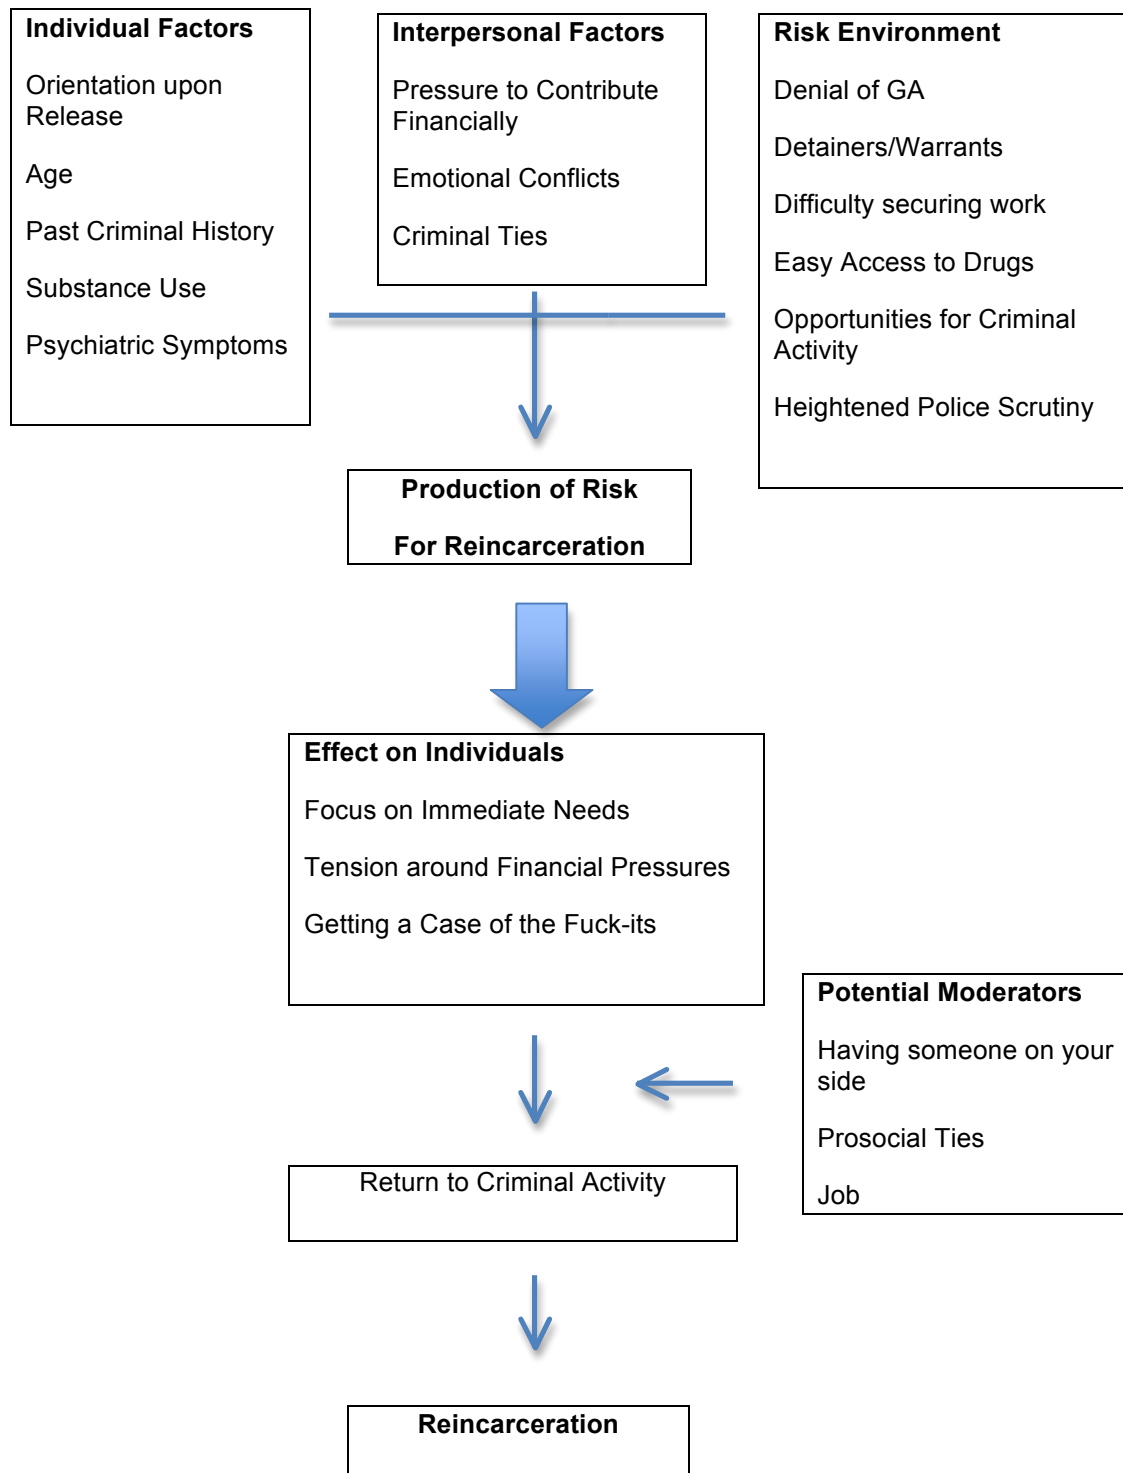 Individual Factors
Orientation upon
Release
Age
Past Criminal History
Substance Use
Psychiatric Symptoms
Interpersonal Factors
Pressure to Contribute
Financially
Emotional Conflicts
Criminal Ties
Risk Environment
Denial of GA
Detainers/Warrants
Difficulty securing work
Easy Access to Drugs
Opportunities for Criminal
Activity
Heightened Police Scrutiny
Production of Risk
For Reincarceration
Effect on Individuals
Focus on Immediate Needs
Tension around Financial Pressures
Getting a Case of the Fuck-its
Potential Moderators
Having someone on your
side
Prosocial Ties
Job
Return to Criminal Activity
Reincarceration